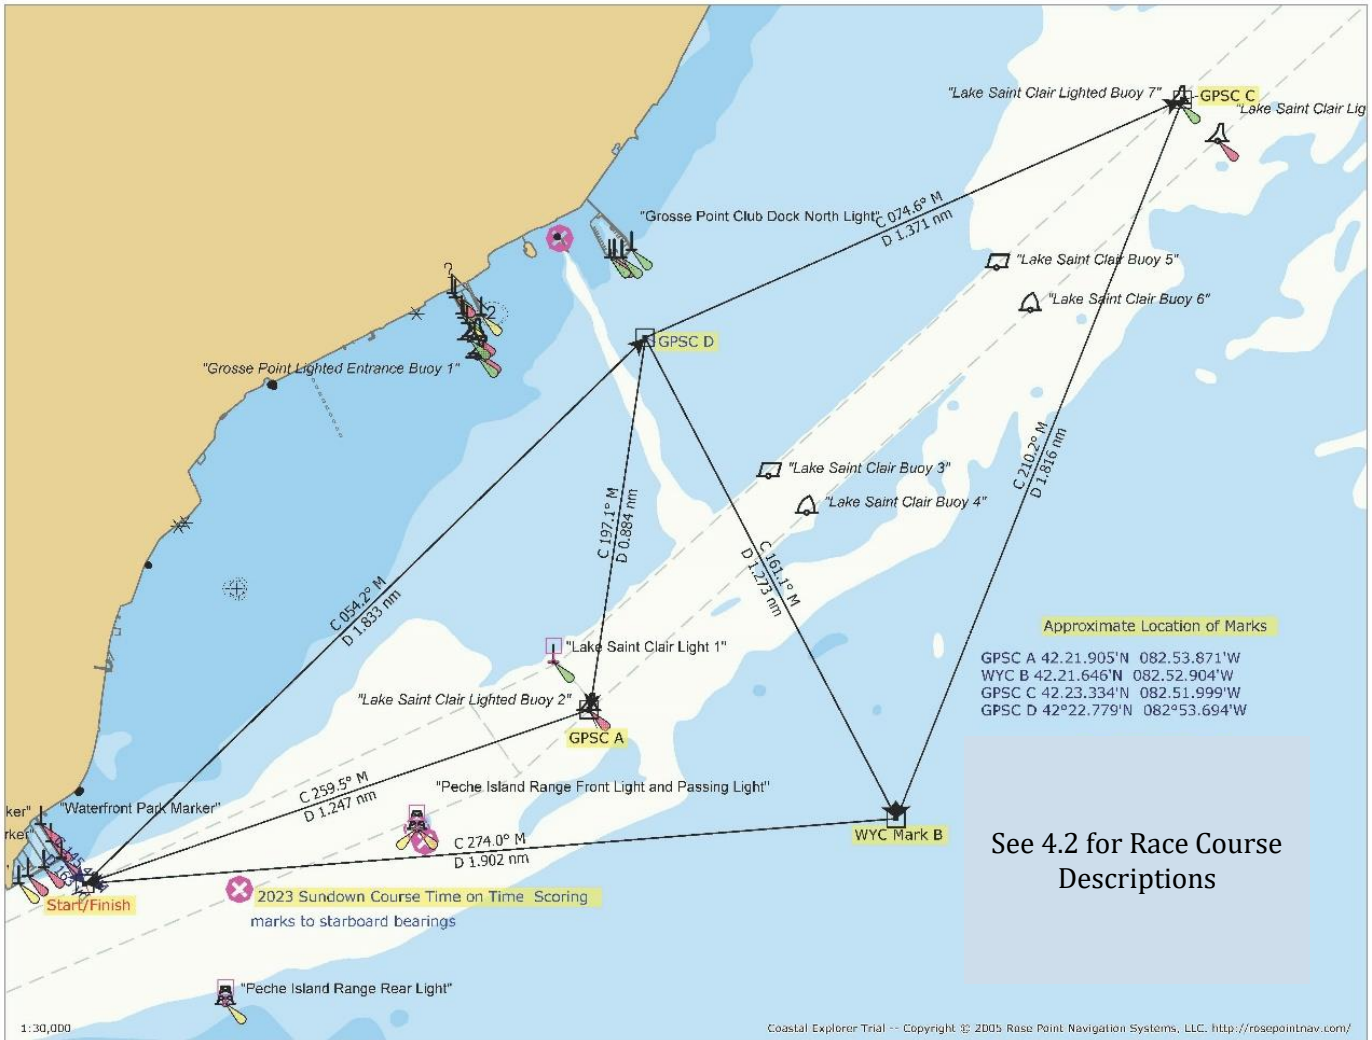 "Lake Saint Clair Lighted Buoy 7"
GPSC C
"Lake Saint Clair Lig
"Grosse Point Club Dock North Light"
C 074.6° M
D 1.371 nm
"Lake Saint Clair Buoy 5"
?
"Lake Saint Clair Buoy 6"
2
GPSC D
"Grosse Point Lighted Entrance Buoy 1"
C 210.2° M
D 1.816 nm
"Lake Saint Clair Buoy 3"
"Lake Saint Clair Buoy 4"
C 197.1° M
D 0.884 nm
C 161.1° M
D 1.273 nm
C 054.2° M
D 1.833 nm
Approximate Location of Marks
"Lake Saint Clair Light 1"
GPSC A 42.21.905'N 082.53.871'W
WYC B 42.21.646'N 082.52.904'W
GPSC C 42.23.334'N 082.51.999'W
GPSC D 42°22.779'N 082°53.694'W
"Lake Saint Clair Lighted Buoy 2"
GPSC A
C 259.5° M
D 1.247 nm
"Peche Island Range Front Light and Passing Light"
ker"
"Waterfront Park Marker"
rker"
WYC Mark B
C 274.0° M
D 1.902 nm
See 4.2 for Race Course
Descriptions
Start/Finish
2023 Sundown Course Time on Time Scoring
marks to starboard bearings
"Peche Island Range Rear Light"
1:30,000
Coastal Explorer Trial -- Copyright © 2005 Rose Point Navigation Systems, LLC. http://rosepointnav.com/